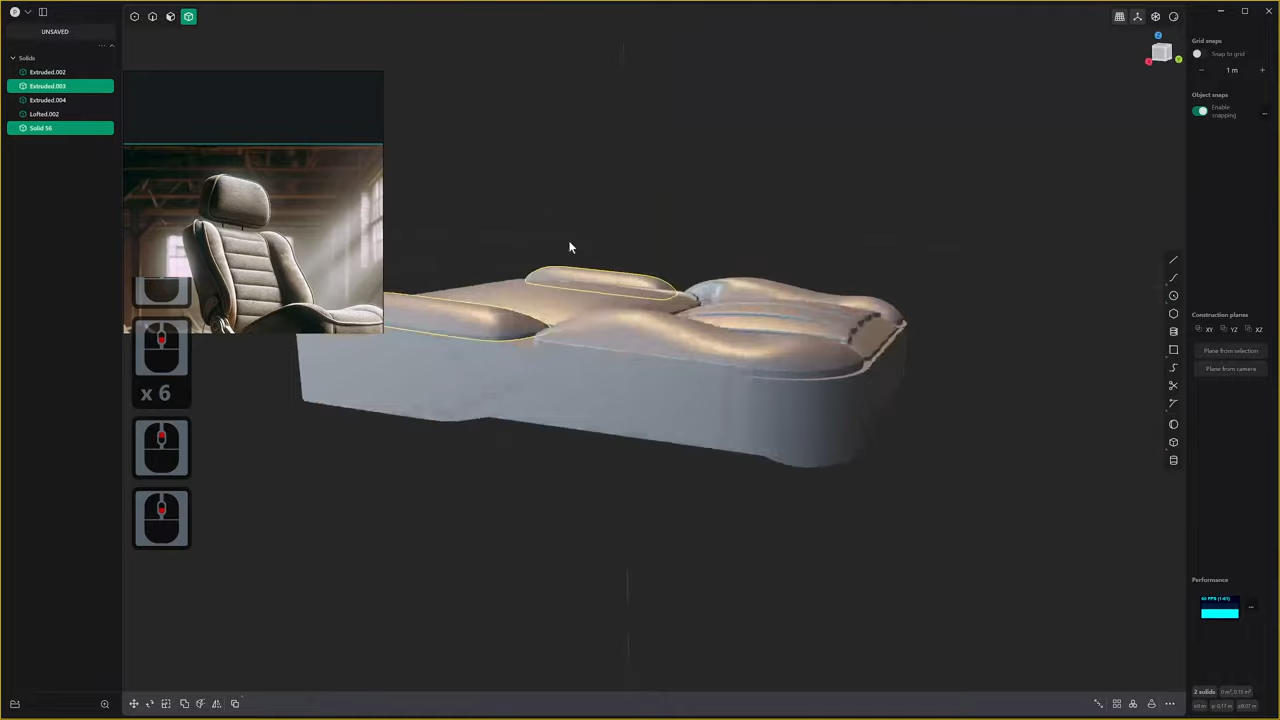 UNSAVED
Solids
Extruded.002
Extruded.003
Extruded.004
Lofted.002
Solid 56
x 6
Z
Grid snaps
Snap to grid
1 m
Object snaps
Enable
snapping
Construction planes
XY
YZ
XZ
Plane from selection
Plane from camera
Performance
2 solids